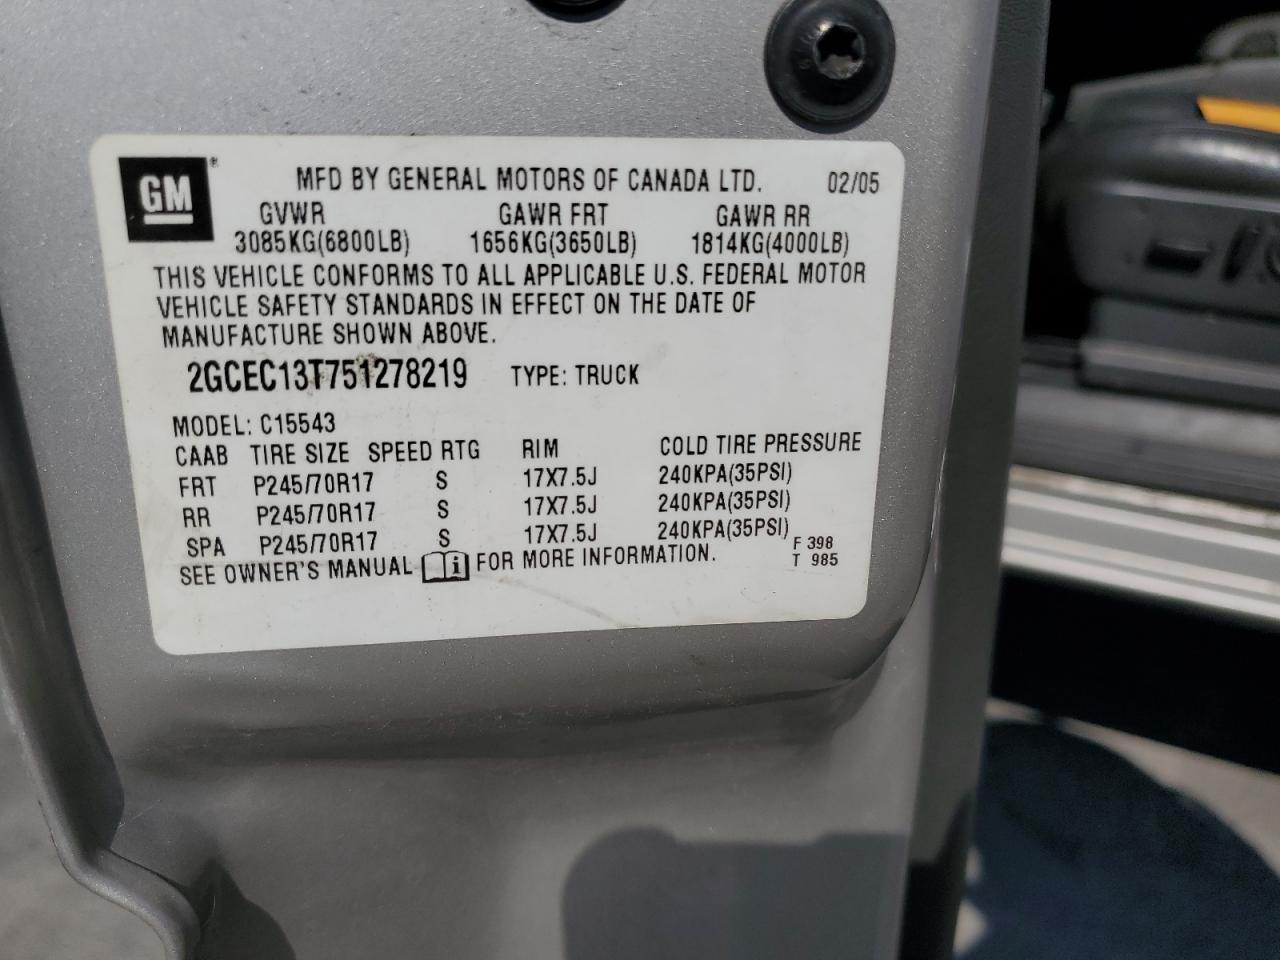 GM®
MFD BY GENERAL MOTORS OF CANADA LTD. 02/05
GVWR GAWR FRT GAWR RR
3085KG(6800LB) 1656KG(3650LB) 1814KG(4000LB)
THIS VEHICLE CONFORMS TO ALL APPLICABLE U.S. FEDERAL MOTOR
VEHICLE SAFETY STANDARDS IN EFFECT ON THE DATE OF
MANUFACTURE SHOWN ABOVE.
2GCEC13T751278219 TYPE: TRUCK
MODEL: C15543
CAAB TIRE SIZE SPEED RTG RIM COLD TIRE PRESSURE
FRT P245/70R17 S 17X7.5J 240KPA(35PSI)
RR P245/70R17 S 17X7.5J 240KPA(35PSI)
SPA P245/70R17 S 17X7.5J 240KPA(35PSI)
SEE OWNER'S MANUAL i FOR MORE INFORMATION.
F 398
T 985